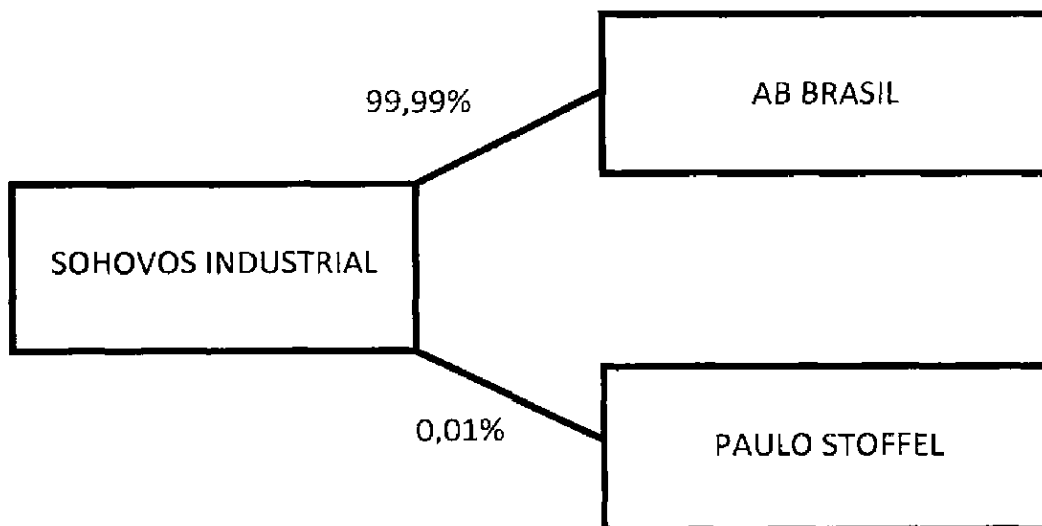 AB BRASIL
99,99%
SOHOVOS INDUSTRIAL
0,01%
PAULO STOFFEL